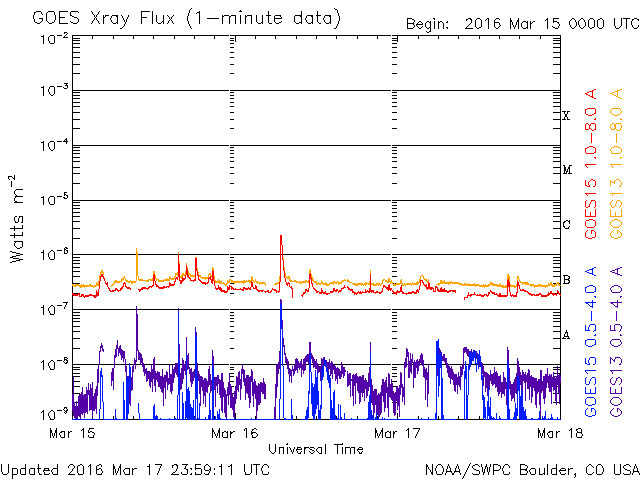 GOES Xray Flux (1-minute data)
Begin: 2016 Mar 15 0000 UTC
10-2
10-3
10-4
10-5
10-6
10-7
10-8
10-9
Watts m-2
X
M
C
B
A
GOES15 1.0-8.0 A
GOES13 1.0-8.0 A
GOES15 0.5-4.0 A
GOES13 0.5-4.0 A
Mar 15
Mar 16
Mar 17
Mar 18
Universal Time
Updated 2016 Mar 17 23:59:11 UTC
NOAA/SWPC Boulder, CO USA